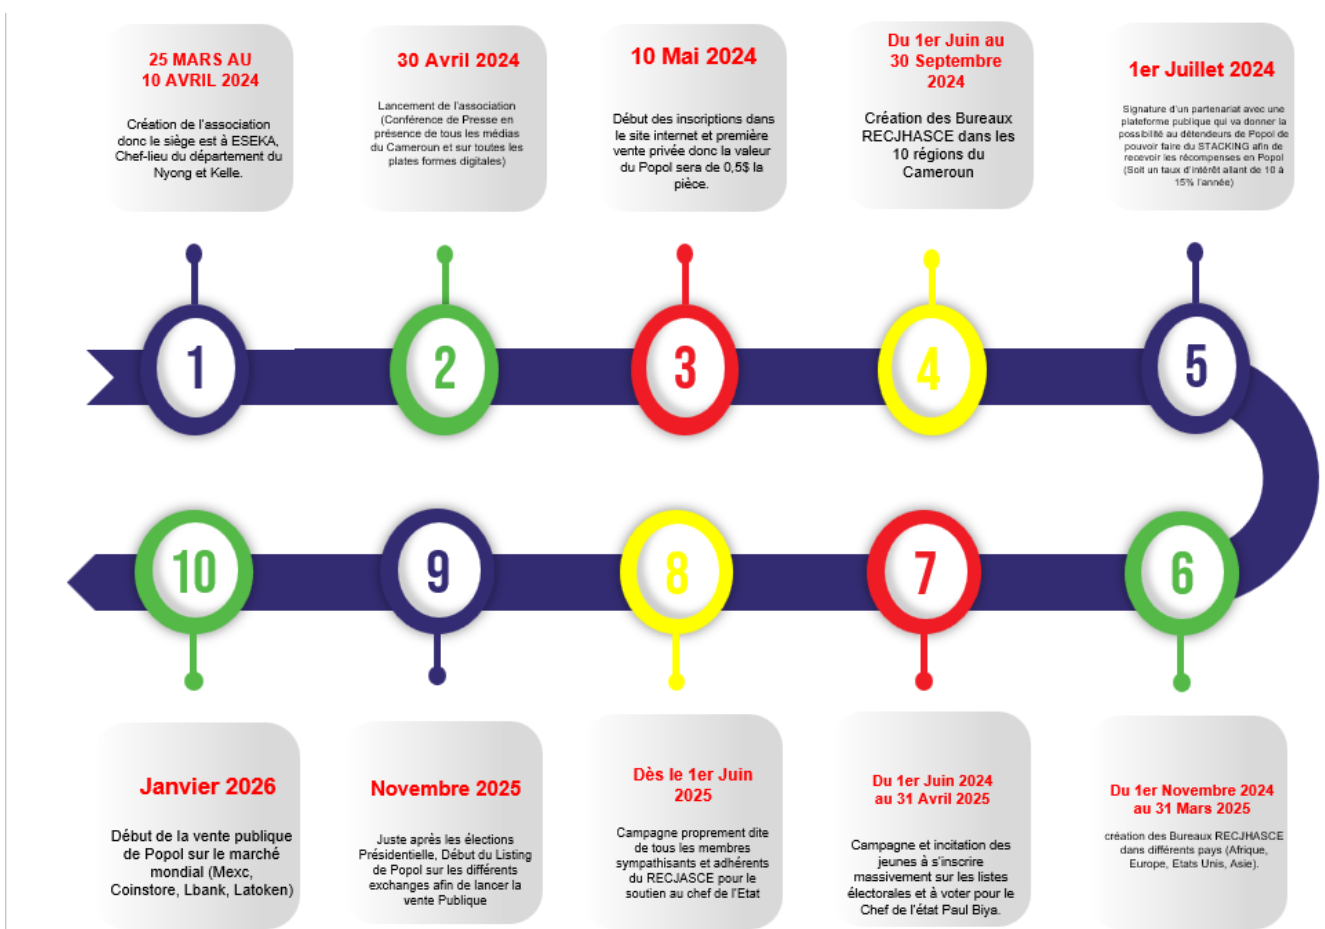 25 MARS AU
10 AVRIL 2024
Création de l'association
donc le siège est à ESEKA,
Chef-lieu du département du
Nyong et Kelle.
30 Avril 2024
Lancement de l'association
(Conférence de Presse en
présence de tous les médias
du Cameroun et sur toutes les
plates formes digitales)
10 Mai 2024
Début des inscriptions dans
le site internet et première
vente privée donc la valeur
du Popol sera de 0,5$ la
pièce.
Du 1er Juin au
30 Septembre
2024
Création des Bureaux
RECJHASCE dans les
10 régions du
Cameroun
1er Juillet 2024
Signature d'un partenariat avec une
plateforme publique qui va donner la
possibilité au détendeurs de Popol de
pouvoir faire du STACKING afin de
recevoir les récompenses en Popol
(Soit un taux d'intérêt allant de 10 à
15% l'année)
1
2
3
4
5
10
9
8
7
6
Janvier 2026
Début de la vente publique
de Popol sur le marché
mondial (Mexc,
Coinstore, Lbank, Latoken)
Novembre 2025
Juste après les élections
Présidentielle, Début du Listing
de Popol sur les différents
exchanges afin de lancer la
vente Publique
Dès le 1er Juin
2025
Campagne proprement dite
de tous les membres
sympathisants et adhérents
du RECJASCE pour le
soutien au chef de l'Etat
Du 1er Juin 2024
au 31 Avril 2025
Campagne et incitation des
jeunes à s'inscrire
massivement sur les listes
électorales et à voter pour le
Chef de l'état Paul Biya.
Du 1er Novembre 2024
au 31 Mars 2025
création des Bureaux RECJHASCE
dans différents pays (Afrique,
Europe, Etats Unis, Asie).